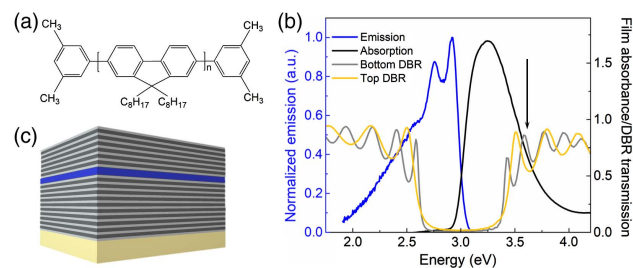 (a)
CH₃
CH₃
CH₃
CH₃
n
C₈H₁₇ C₈H₁₇
(c)
(b)
Emission
Absorption
Bottom DBR
Top DBR
Normalized emission (a.u.)
1.0
0.8
0.6
0.4
0.2
0.0
2.0 2.5 3.0 3.5 4.0
Energy (eV)
1.5
1.0
0.5
0.0
Film absorbance/DBR transmission